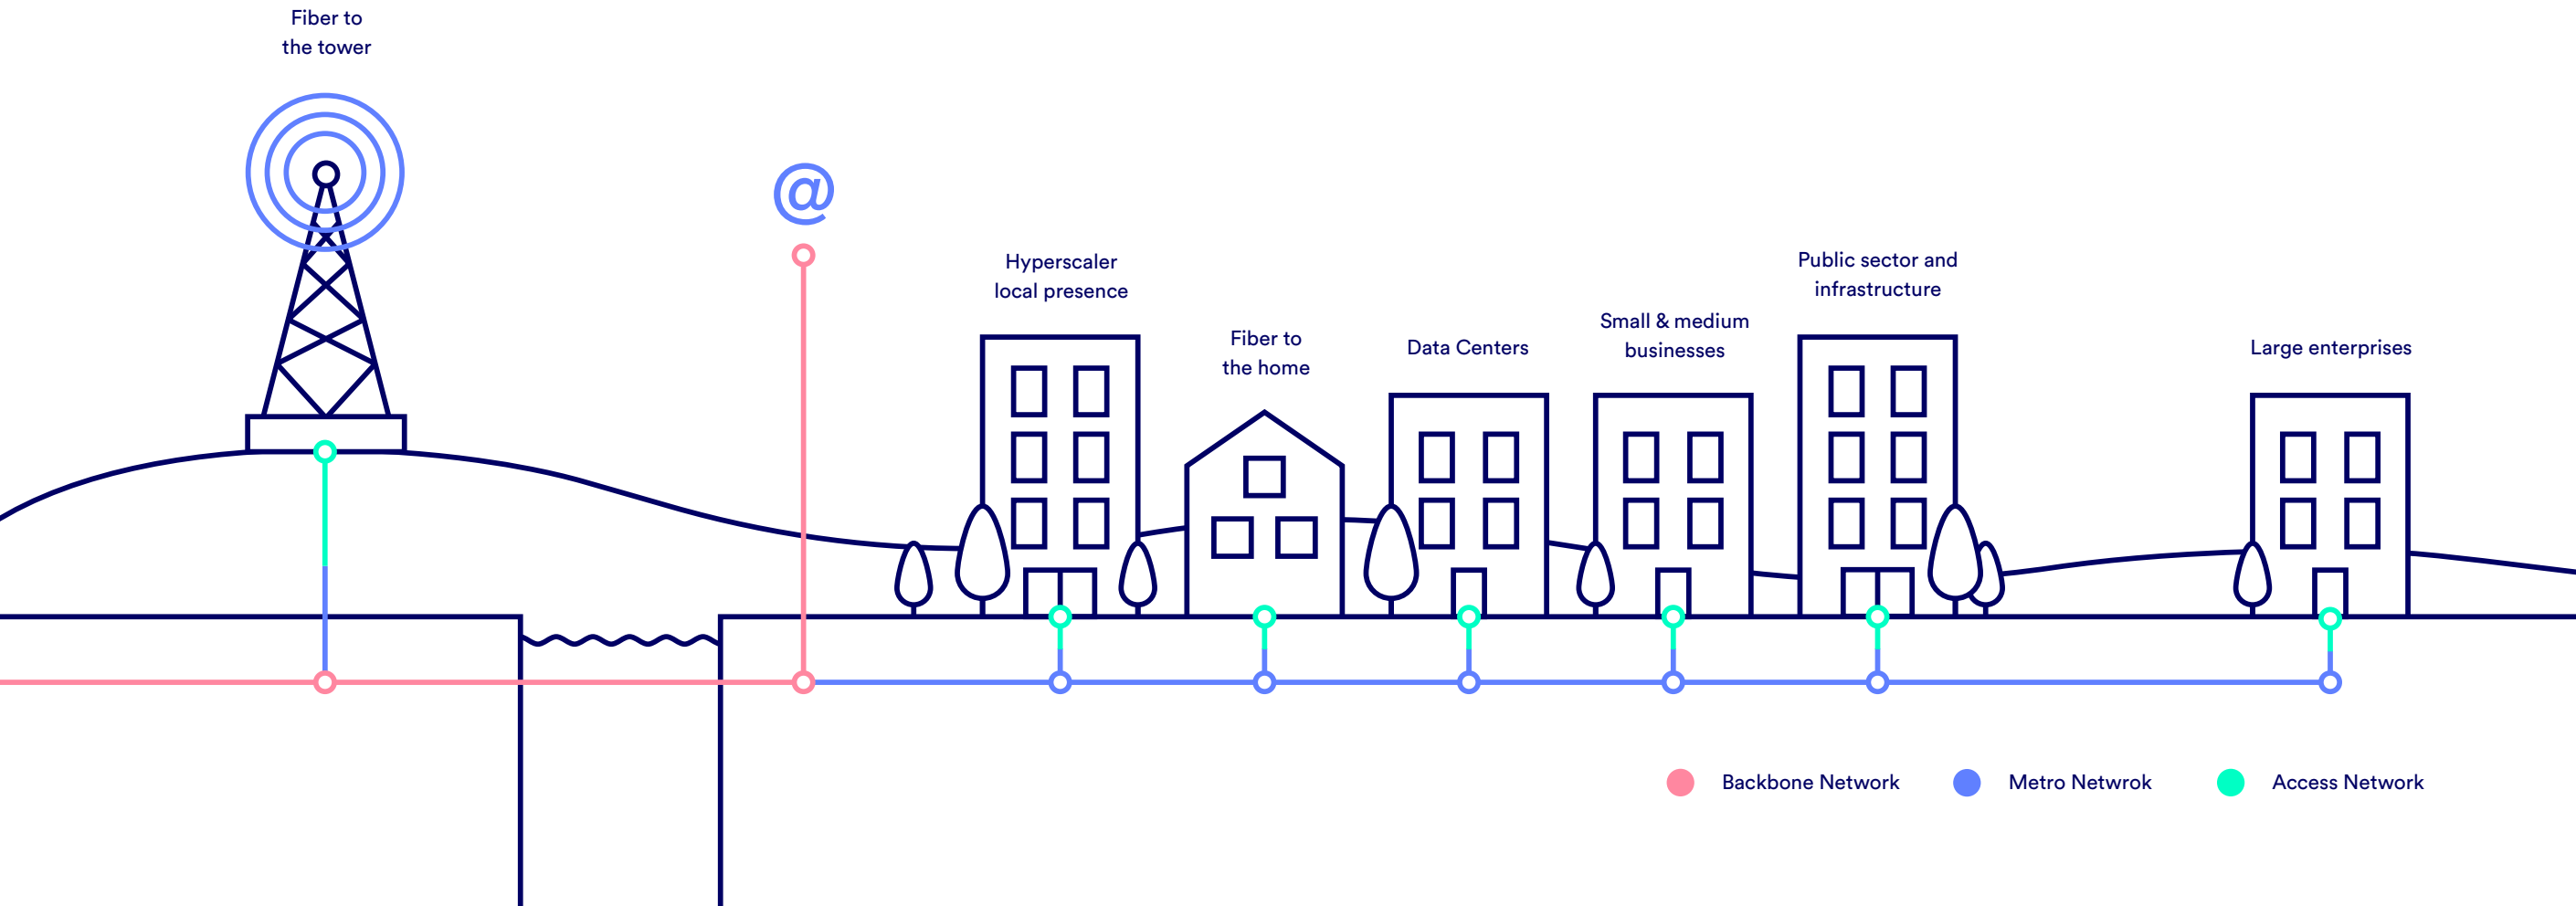 Fiber to
the tower
@
Hyperscaler
local presence
Fiber to
the home
Data Centers
Small & medium
businesses
Public sector and
infrastructure
Large enterprises
Backbone Network
Metro Netwrok
Access Network